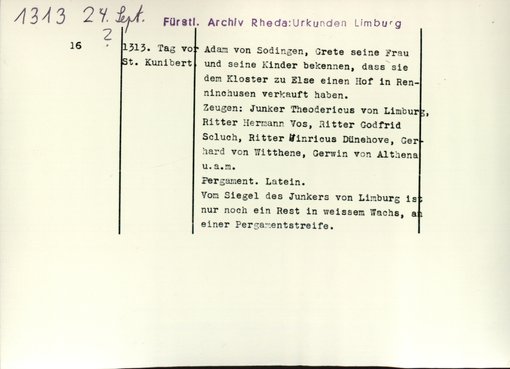 1313 24. Sept.
?
Fürstl. Archiv Rheda:Urkunden Limburg
16
1313. Tag vor
St. Kunibert.
Adam von Sodingen, Grete seine Frau
und seine Kinder bekennen, dass sie
dem Kloster zu Else einen Hof in Ren-
ninchusen verkauft haben.
Zeugen: Junker Theodericus von Limburg,
Ritter Hermann Vos, Ritter Godfrid
Scluch, Ritter Winricus Dünehove, Ger-
hard von Witthene, Gerwin von Althena
u.a.m.
Pergament. Latein.
Vom Siegel des Junkers von Limburg ist
nur noch ein Rest in weissem Wachs, an
einer Pergamentstreife.